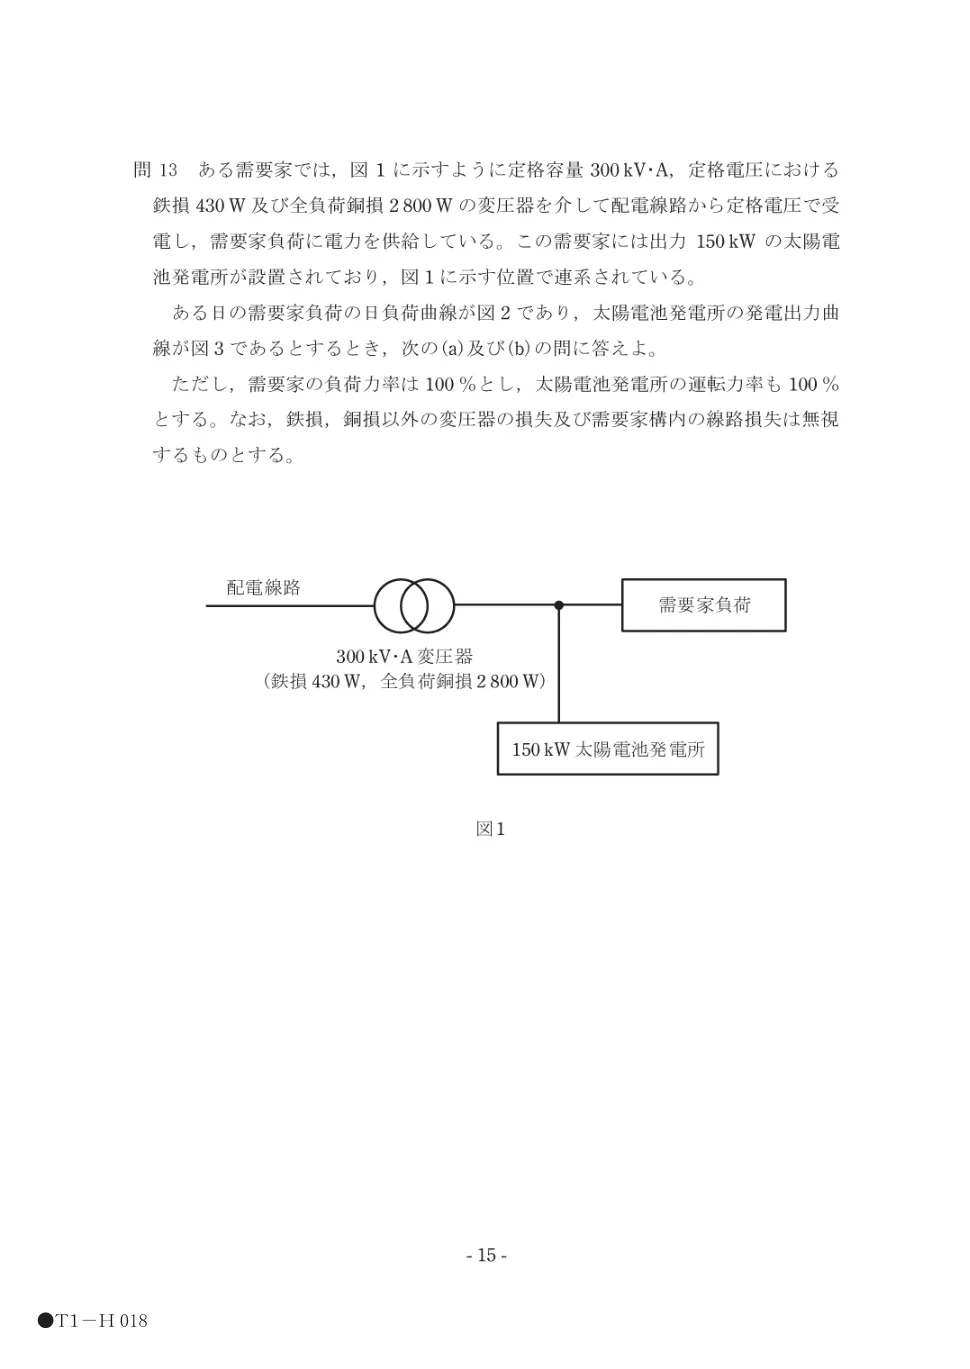 問 13　ある需要家では，図 1 に示すように定格容量 300 kV･A，定格電圧における
鉄損 430 W 及び全負荷銅損 2 800 W の変圧器を介して配電線路から定格電圧で受
電し，需要家負荷に電力を供給している。この需要家には出力 150 kW の太陽電
池発電所が設置されており，図 1 に示す位置で連系されている。
ある日の需要家負荷の日負荷曲線が図 2 であり，太陽電池発電所の発電出力曲
線が図 3 であるとするとき，次の(a)及び(b)の問に答えよ。
ただし，需要家の負荷力率は 100 ％とし，太陽電池発電所の運転力率も 100 ％
とする。なお，鉄損，銅損以外の変圧器の損失及び需要家構内の線路損失は無視
するものとする。
配電線路
需要家負荷
300 kV･A 変圧器
（鉄損 430 W，全負荷銅損 2 800 W）
150 kW 太陽電池発電所
図 1
- 15 -
●T1－H 018